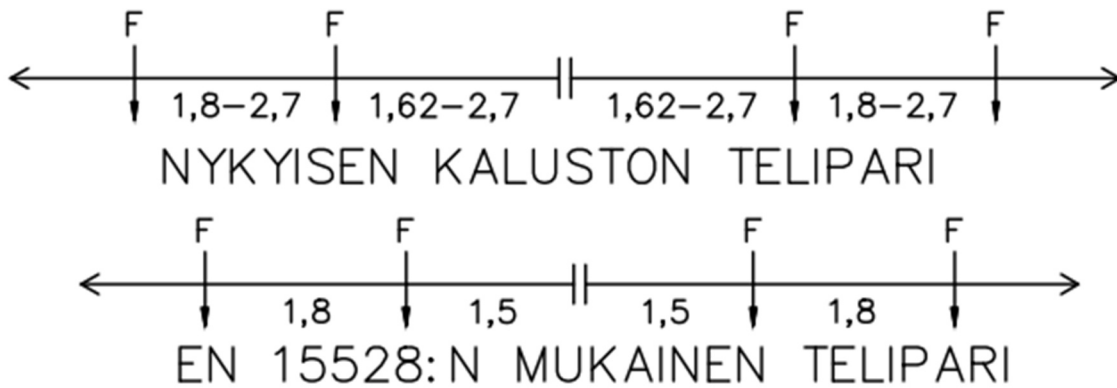 F F F F
1,8-2,7 1,62-2,7 1,62-2,7 1,8-2,7
NYKYISEN KALUSTON TELIPARI
F F F F
1,8 1,5 1,5 1,8
EN 15528:N MUKAINEN TELIPARI